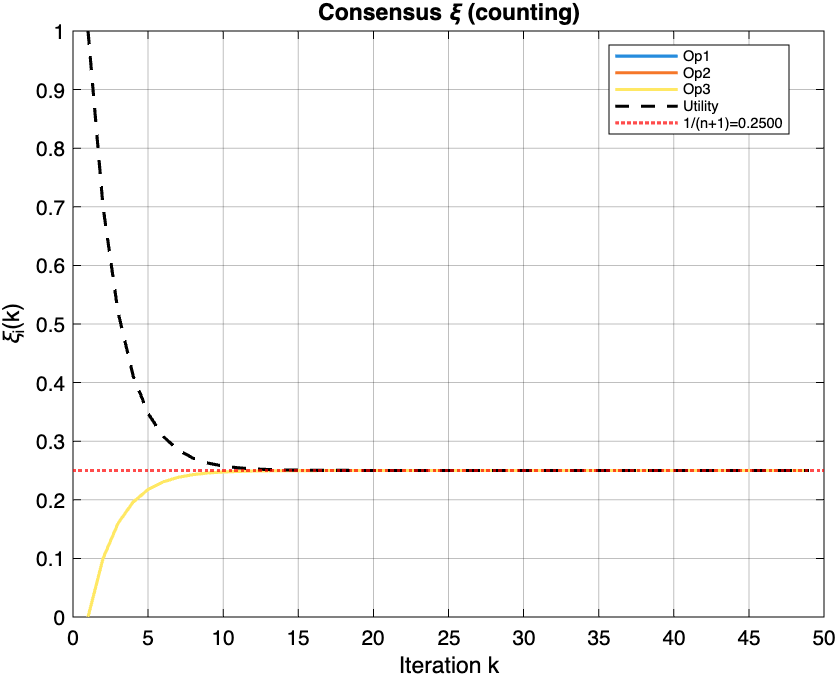 Consensus ξ (counting)
1
0.9
0.8
0.7
0.6
0.5
0.4
0.3
0.2
0.1
0
ξi(k)
Op1
Op2
Op3
Utility
1/(n+1)=0.2500
0 5 10 15 20 25 30 35 40 45 50
Iteration k